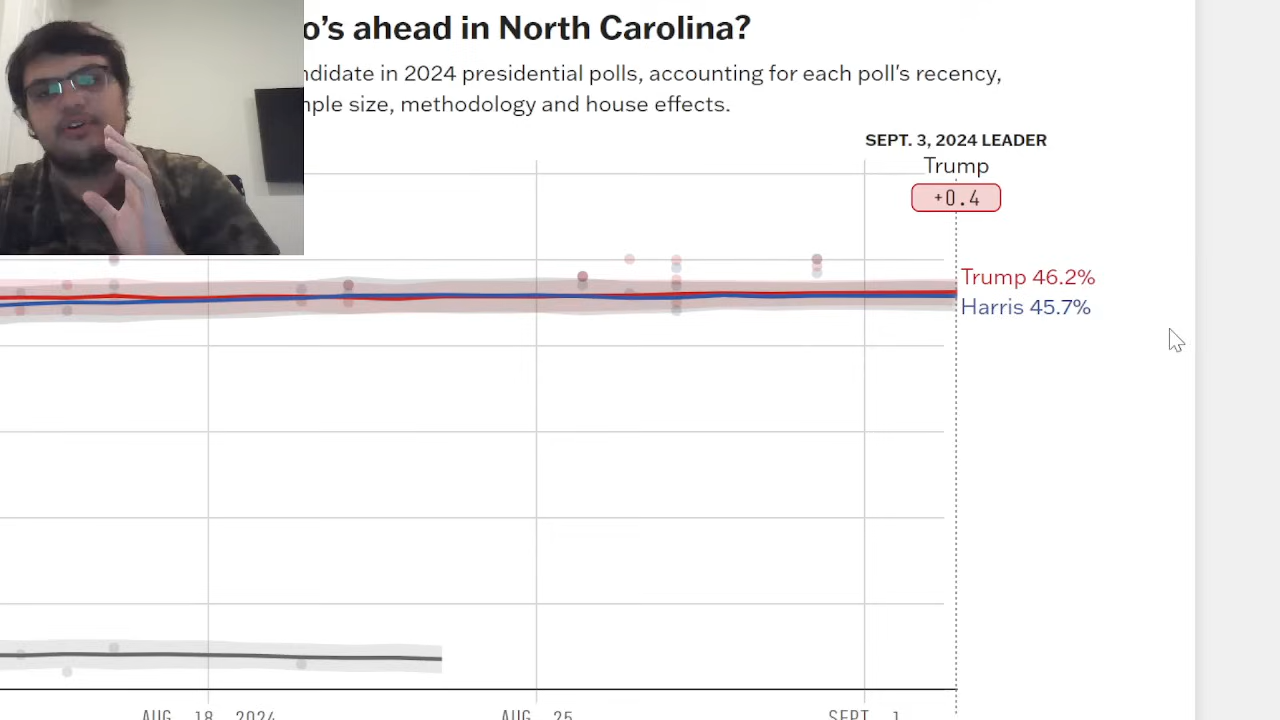 o's ahead in North Carolina?
ndidate in 2024 presidential polls, accounting for each poll's recency,
mple size, methodology and house effects.
SEPT. 3, 2024 LEADER
Trump
+0.4
Trump 46.2%
Harris 45.7%
AUG. 18, 2024
AUG. 25
SEPT. 1